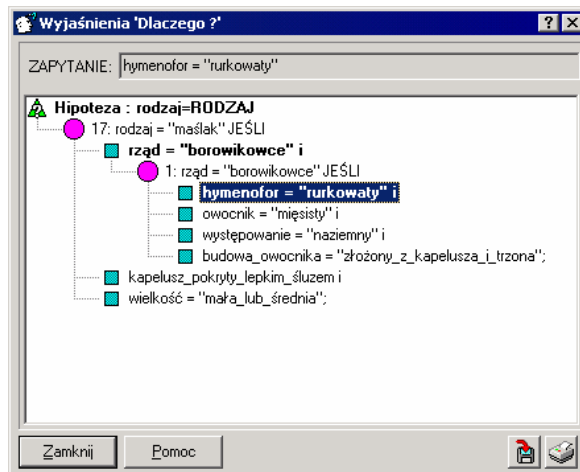 Wyjaśnienia 'Dlaczego ?'
ZAPYTANIE: hymenofor = "rurkowaty"
Hipoteza : rodzaj=RODZAJ
17: rodzaj = "maślak" JEŚLI
rząd = "borowikowce" i
1: rząd = "borowikowce" JEŚLI
hymenofor = "rurkowaty" i
owocnik = "mięsisty" i
występowanie = "naziemny" i
budowa_owocnika = "złożony_z_kapelusza_i_trzona";
kapelusz_pokryty_lepkim_śluzem i
wielkość = "mała_lub_średnia";
Zamknij Pomoc